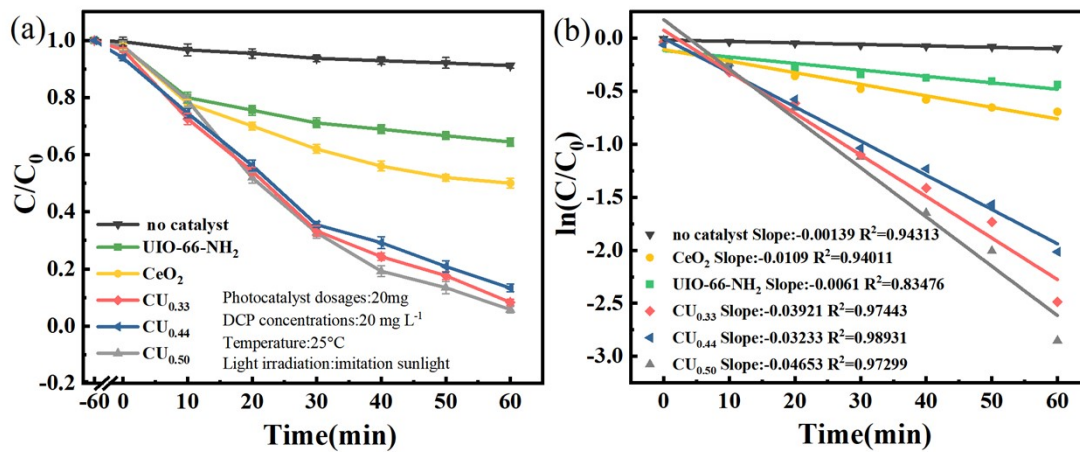 (a)
C/C0
1.0
0.8
0.6
0.4
0.2
0.0
-0.2
no catalyst
UIO-66-NH2
CeO2
CU0.33
CU0.44
CU0.50
Photocatalyst dosages:20mg
DCP concentrations:20 mg L-1
Temperature:25°C
Light irradiation:imitation sunlight
-60 0 10 20 30 40 50 60
Time(min)
(b)
ln(C/C0)
0.0
-0.5
-1.0
-1.5
-2.0
-2.5
-3.0
no catalyst Slope:-0.00139 R2=0.94313
CeO2 Slope:-0.0109 R2=0.94011
UIO-66-NH2 Slope:-0.0061 R2=0.83476
CU0.33 Slope:-0.03921 R2=0.97443
CU0.44 Slope:-0.03233 R2=0.98931
CU0.50 Slope:-0.04653 R2=0.97299
0 10 20 30 40 50 60
Time(min)